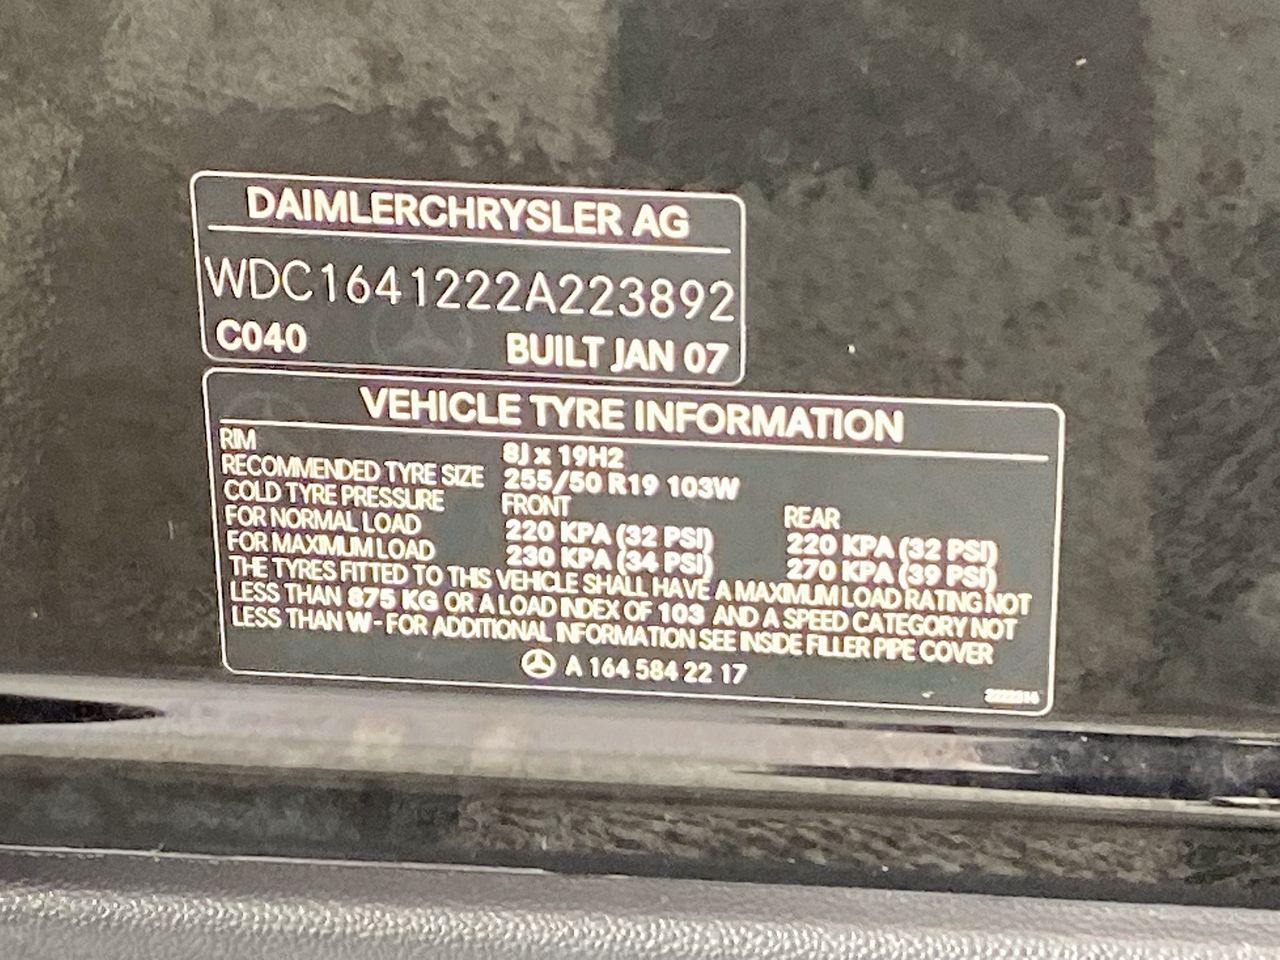 DAIMLERCHRYSLER AG
WDC1641222A223892
C040 BUILT JAN 07
VEHICLE TYRE INFORMATION
RIM 8J x 19H2
RECOMMENDED TYRE SIZE 255/50 R19 103W
COLD TYRE PRESSURE FRONT REAR
FOR NORMAL LOAD 220 KPA (32 PSI) 220 KPA (32 PSI)
FOR MAXIMUM LOAD 230 KPA (34 PSI) 270 KPA (39 PSI)
THE TYRES FITTED TO THIS VEHICLE SHALL HAVE A MAXIMUM LOAD RATING NOT
LESS THAN 875 KG OR A LOAD INDEX OF 103 AND A SPEED CATEGORY NOT
LESS THAN W - FOR ADDITIONAL INFORMATION SEE INSIDE FILLER PIPE COVER
A 164 584 22 17